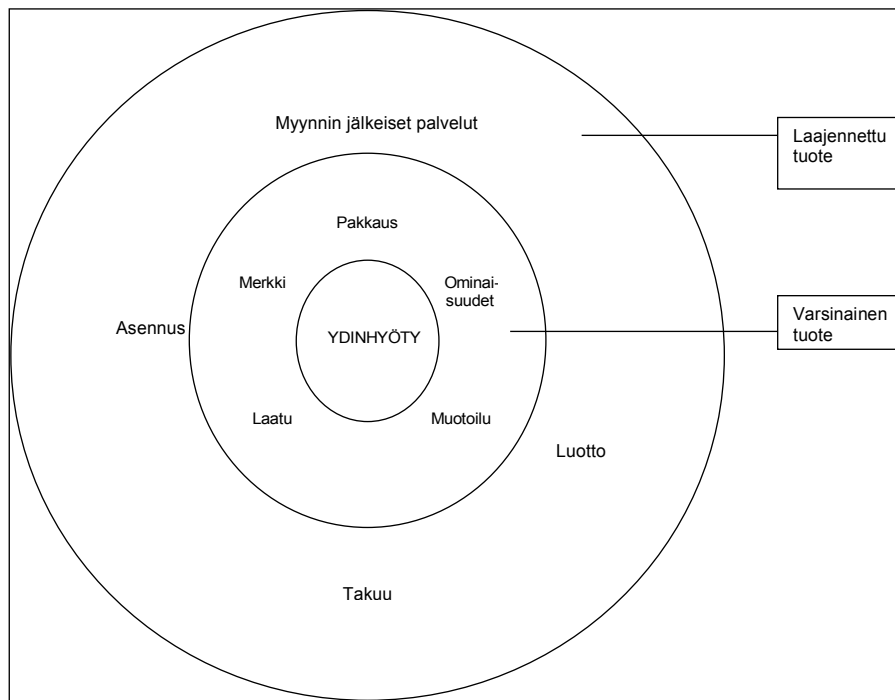 Myynnin jälkeiset palvelut
Laajennettu
tuote
Pakkaus
Merkki
Ominai-
suudet
Asennus
YDINHYÖTY
Varsinainen
tuote
Laatu
Muotoilu
Luotto
Takuu